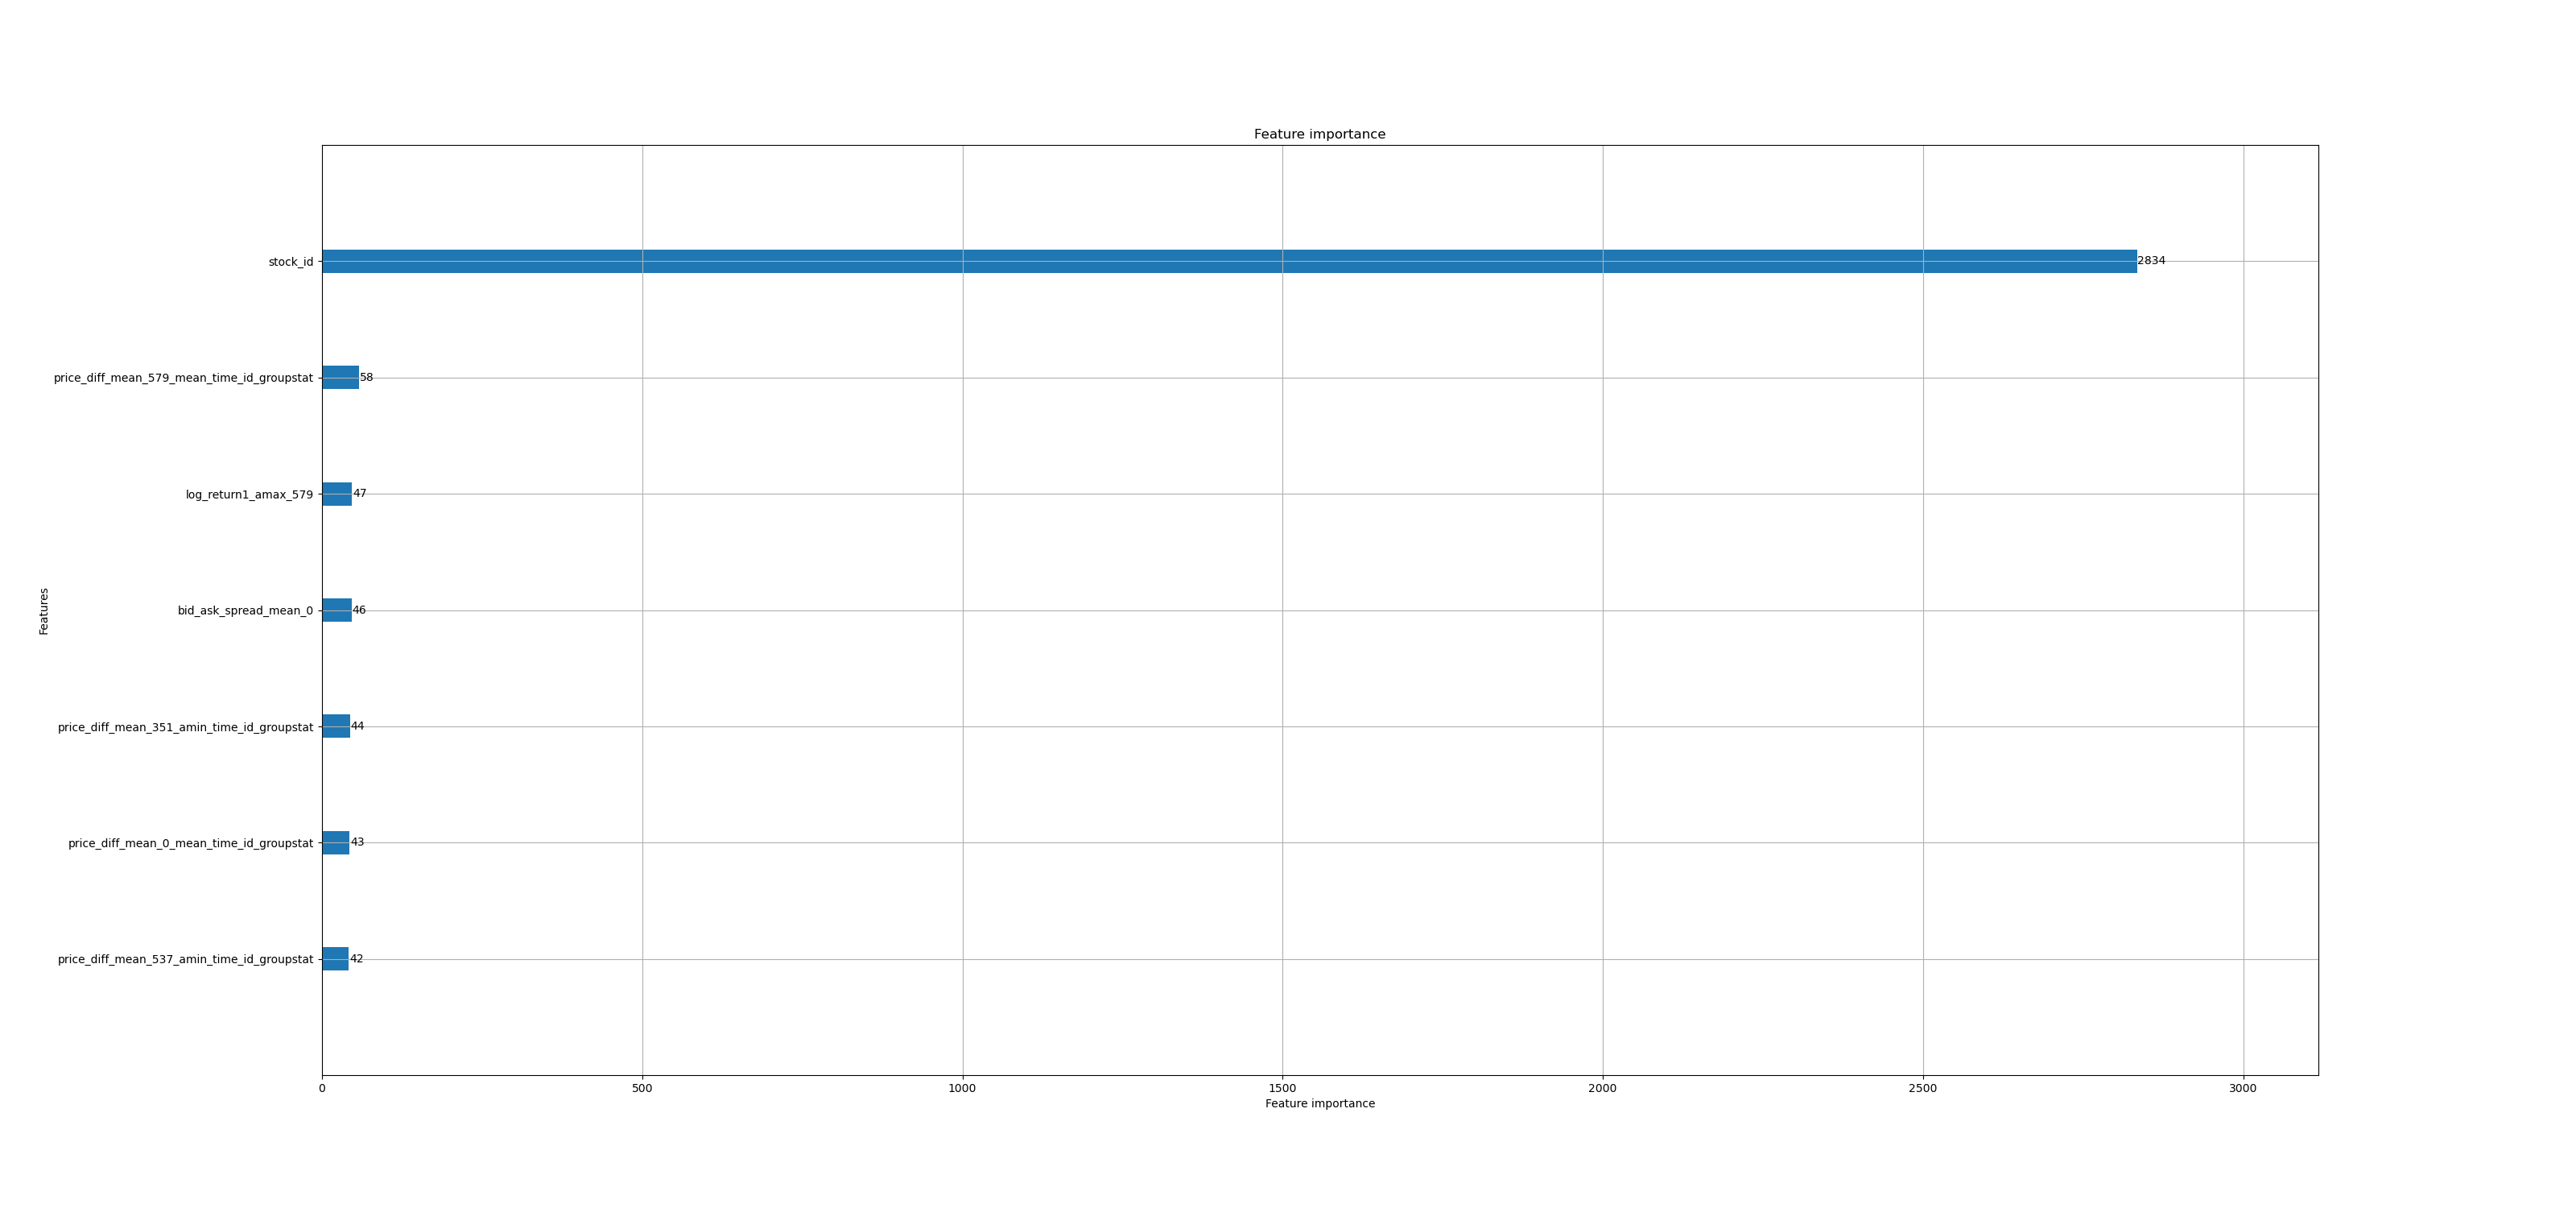 Feature importance
stock_id
2834
price_diff_mean_579_mean_time_id_groupstat
58
log_return1_amax_579
47
Features
bid_ask_spread_mean_0
46
price_diff_mean_351_amin_time_id_groupstat
44
price_diff_mean_0_mean_time_id_groupstat
43
price_diff_mean_537_amin_time_id_groupstat
42
0 500 1000 1500 2000 2500 3000
Feature importance